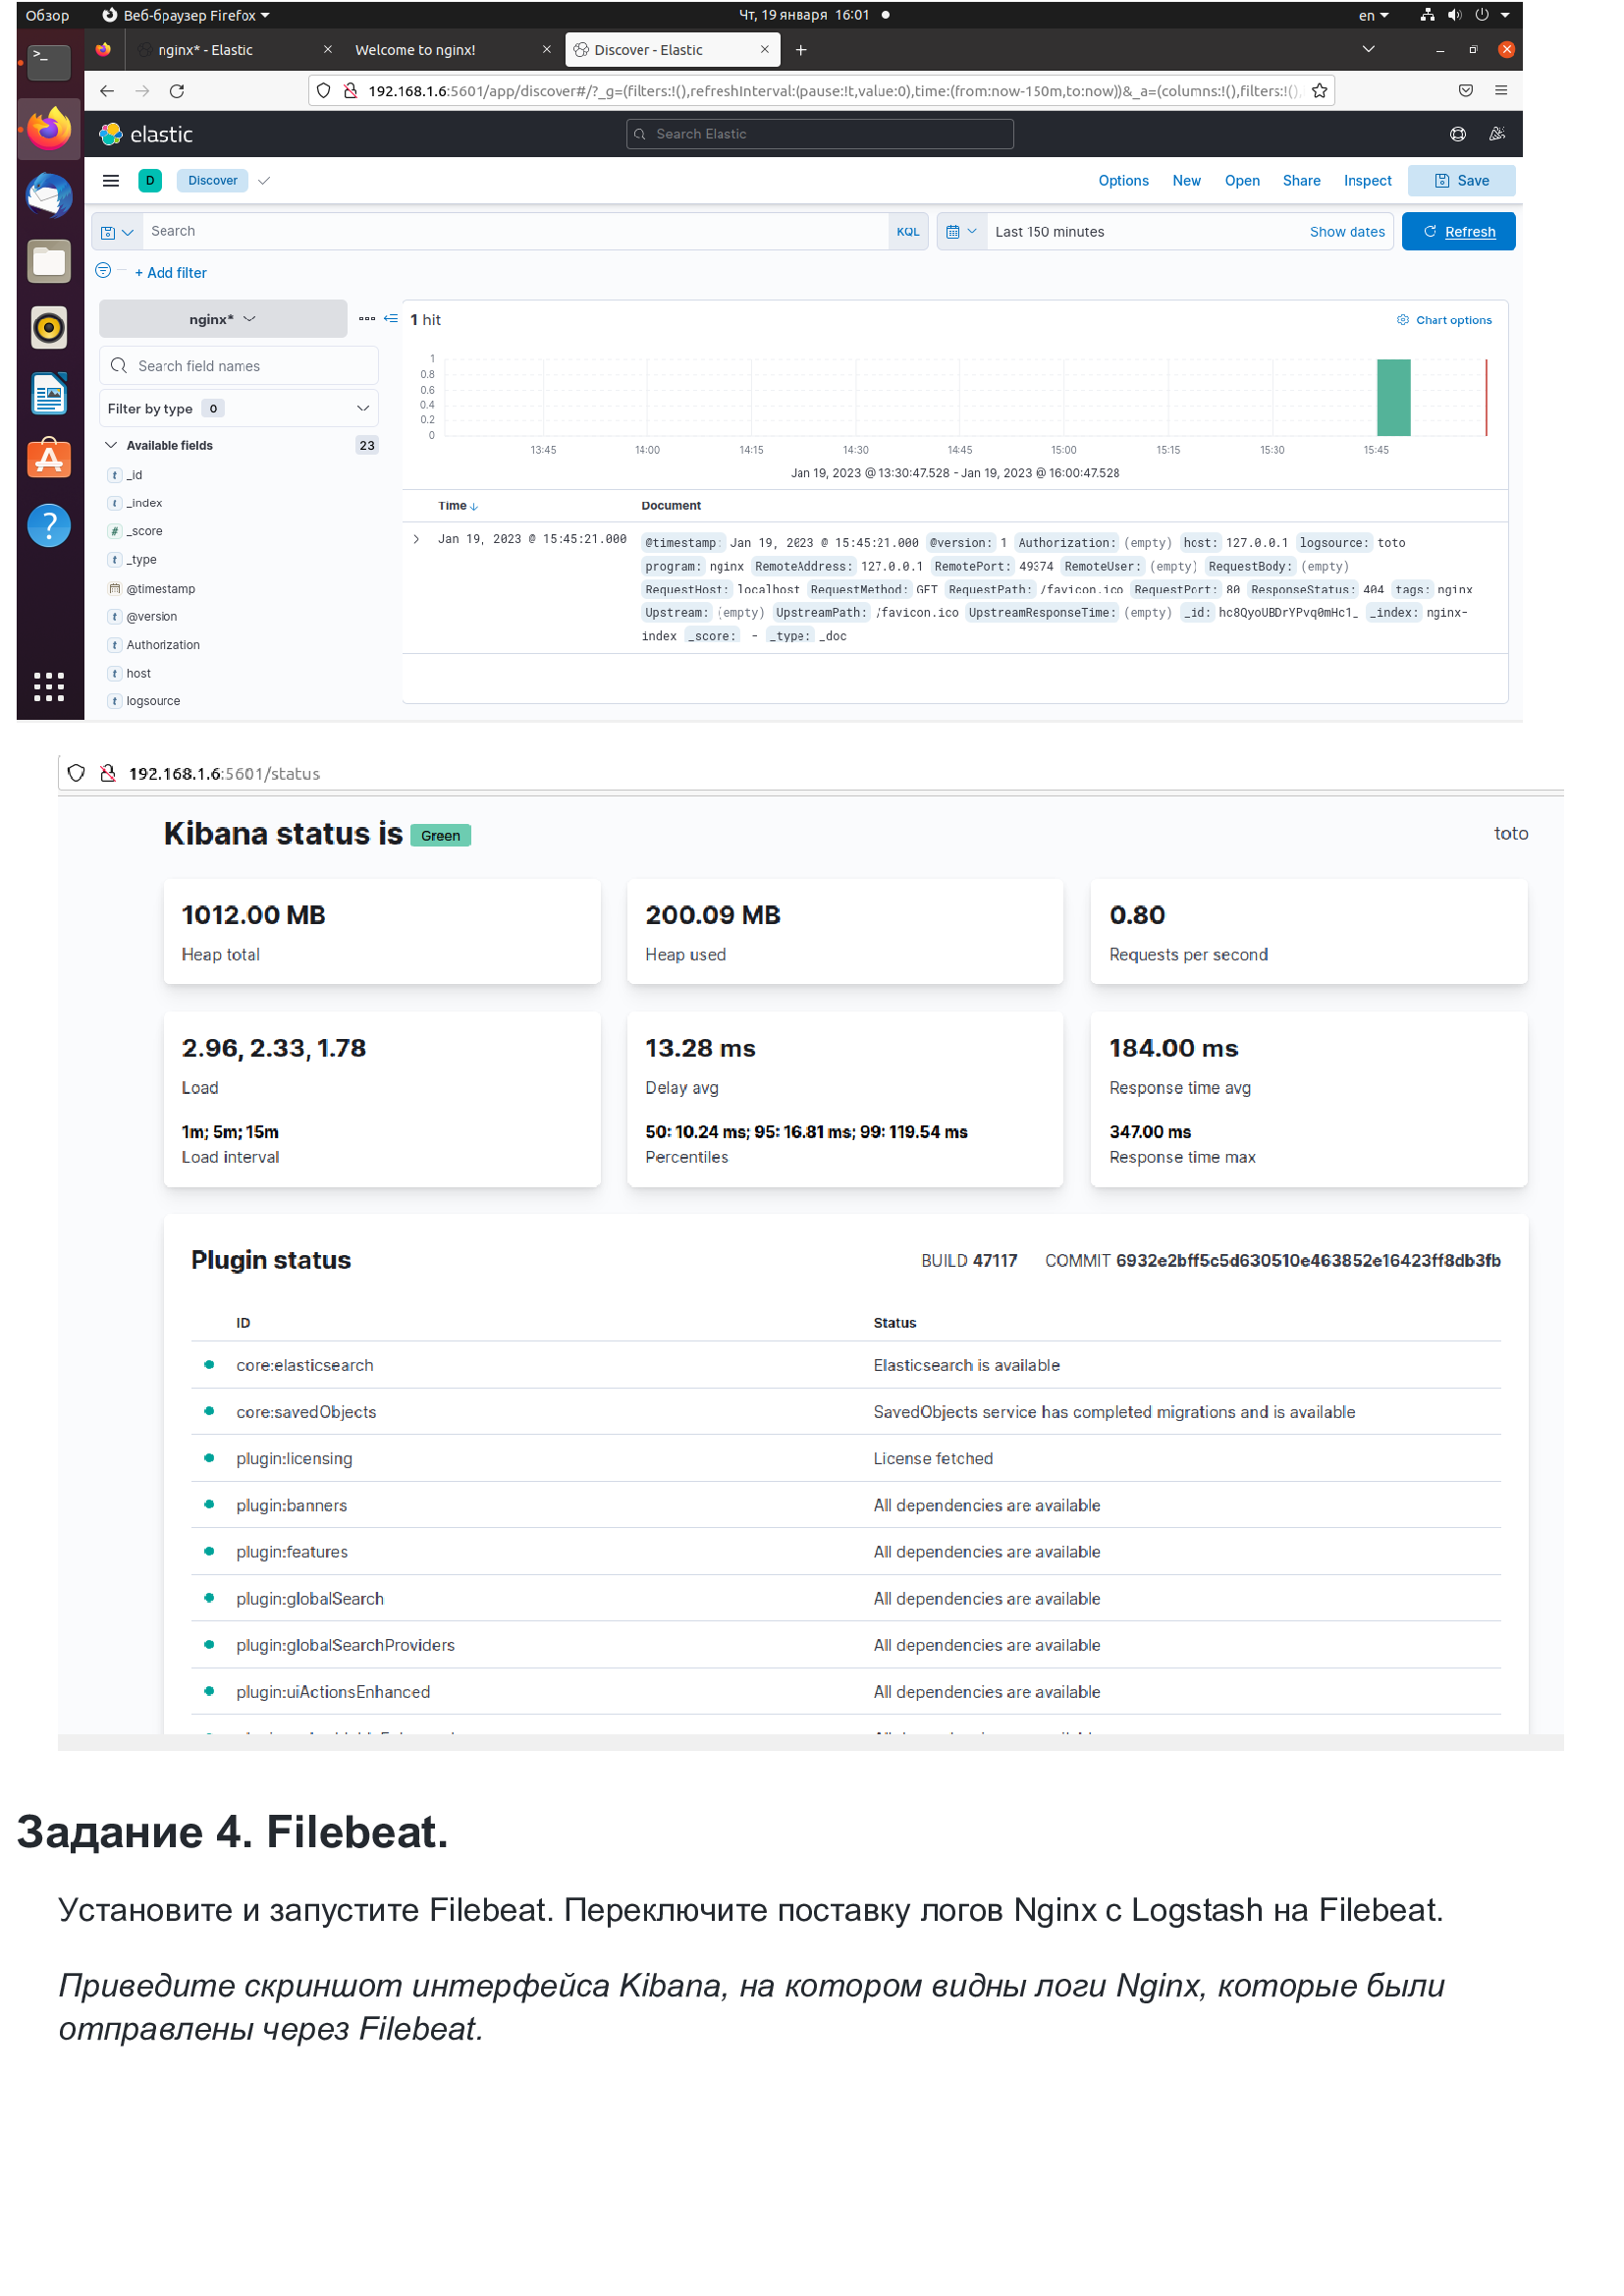 Обзор
Веб-браузер Firefox
Чт, 19 января 16:01
en
nginx* - Elastic
Welcome to nginx!
Discover - Elastic
192.168.1.6:5601/app/discover#/?_g=(filters:!(),refreshInterval:(pause:!t,value:0),time:(from:now-150m,to:now))&_a=(columns:!(),filters:!(),
elastic
Search Elastic
D
Discover
Options
New
Open
Share
Inspect
Save
Search
KQL
Last 150 minutes
Show dates
Refresh
+ Add filter
nginx*
1 hit
Chart options
Search field names
Filter by type 0
Available fields 23
_id
_index
_score
_type
@timestamp
@version
Authorization
host
logsource
1
0.8
0.6
0.4
0.2
0
13:45 14:00 14:15 14:30 14:45 15:00 15:15 15:30 15:45
Jan 19, 2023 @ 13:30:47.528 - Jan 19, 2023 @ 16:00:47.528
Time Document
Jan 19, 2023 @ 15:45:21.000
@timestamp: Jan 19, 2023 @ 15:45:21.000 @version: 1 Authorization: (empty) host: 127.0.0.1 logsource: toto
program: nginx RemoteAddress: 127.0.0.1 RemotePort: 49374 RemoteUser: (empty) RequestBody: (empty)
RequestHost: localhost RequestMethod: GET RequestPath: /favicon.ico RequestPort: 80 ResponseStatus: 404 tags: nginx
Upstream: (empty) UpstreamPath: /favicon.ico UpstreamResponseTime: (empty) _id: hc8QyoUBDrYPvq0mHc1_ _index: nginx-
index _score: - _type: _doc
192.168.1.6:5601/status
Kibana status is Green
toto
1012.00 MB
Heap total
200.09 MB
Heap used
0.80
Requests per second
2.96, 2.33, 1.78
Load
1m; 5m; 15m
Load interval
13.28 ms
Delay avg
50: 10.24 ms; 95: 16.81 ms; 99: 119.54 ms
Percentiles
184.00 ms
Response time avg
347.00 ms
Response time max
Plugin status
BUILD 47117 COMMIT 6932e2bff5c5d630510e463852e16423ff8db3fb
ID Status
core:elasticsearch Elasticsearch is available
core:savedObjects SavedObjects service has completed migrations and is available
plugin:licensing License fetched
plugin:banners All dependencies are available
plugin:features All dependencies are available
plugin:globalSearch All dependencies are available
plugin:globalSearchProviders All dependencies are available
plugin:uiActionsEnhanced All dependencies are available
Задание 4. Filebeat.
Установите и запустите Filebeat. Переключите поставку логов Nginx с Logstash на Filebeat.
Приведите скриншот интерфейса Kibana, на котором видны логи Nginx, которые были
отправлены через Filebeat.